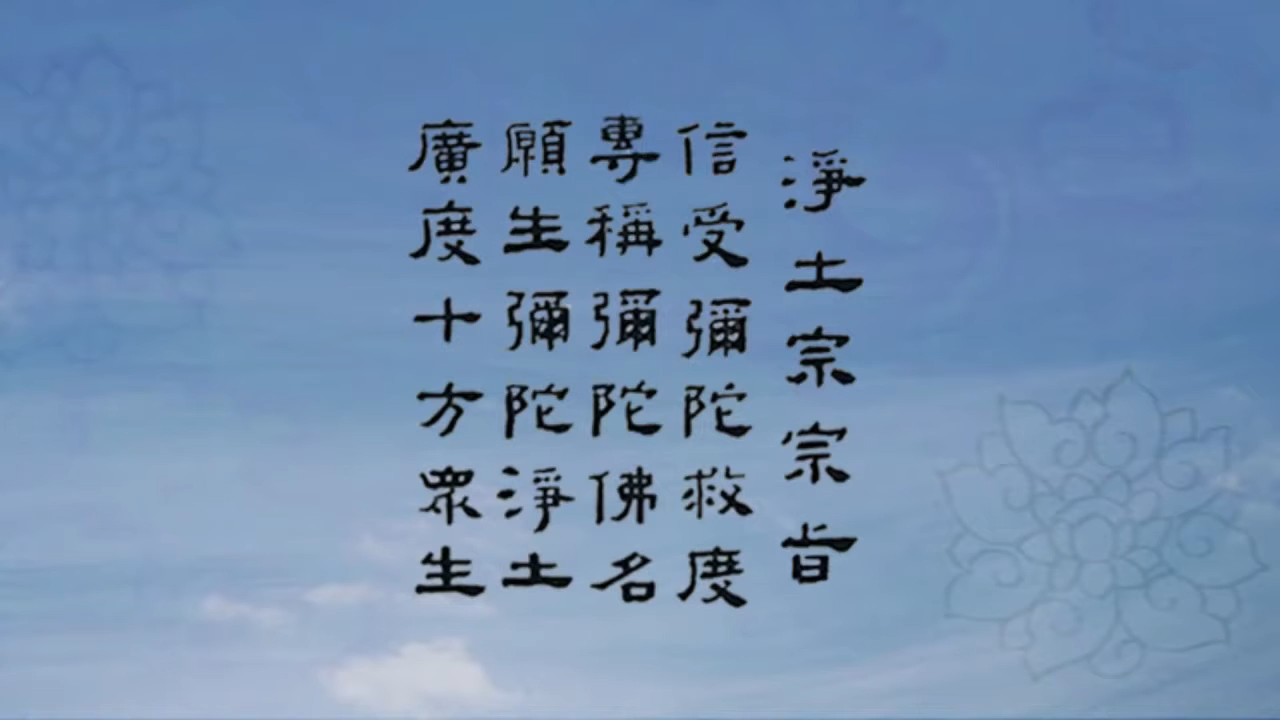 淨土宗宗旨
信受彌陀救度
專稱彌陀佛名
願生彌陀淨土
廣度十方眾生